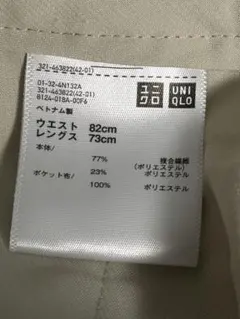 321-463822(42-01)
01-32-4N132A
321-463822(42-01)
8124-018A-00F6
ベトナム製
ユニ
クロ
UNI
QLO
ウエスト 82cm
レングス 73cm
本体/
77% 複合繊維
(ポリエステル)
23% ポリエステル
ポケット布/
100% ポリエステル